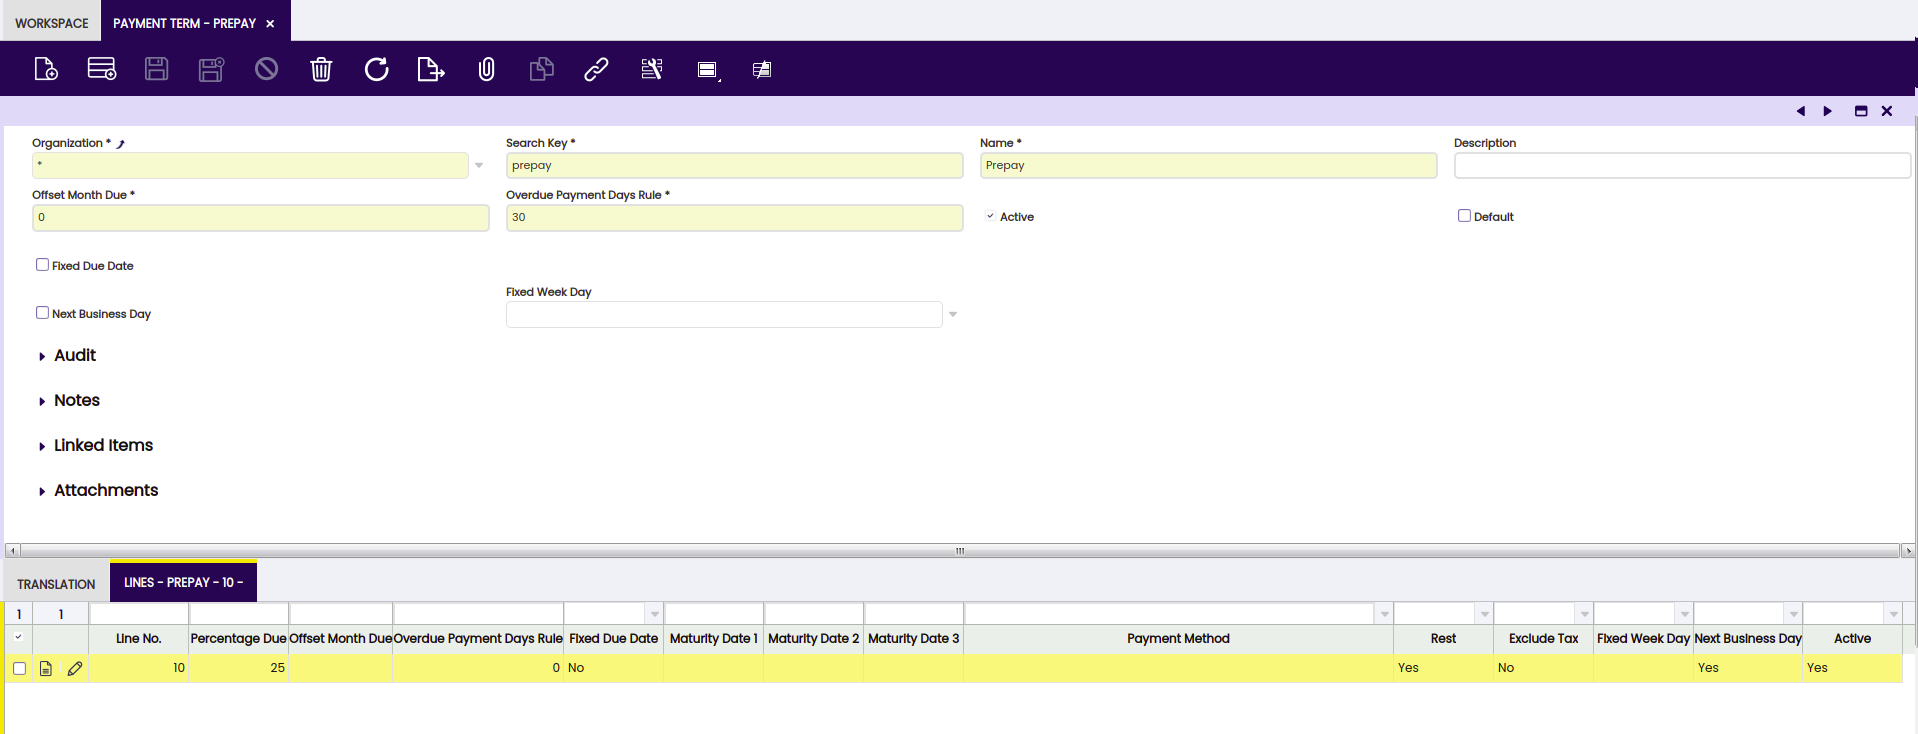 WORKSPACE
PAYMENT TERM - PREPAY ×
Organization *
*
Search Key *
prepay
Name *
Prepay
Description
Offset Month Due *
0
Overdue Payment Days Rule *
30
Active
Default
Fixed Due Date
Next Business Day
Fixed Week Day
Audit
Notes
Linked Items
Attachments
TRANSLATION
LINES - PREPAY - 10 -
1 1
Line No. Percentage Due Offset Month Due Overdue Payment Days Rule Fixed Due Date Maturity Date 1 Maturity Date 2 Maturity Date 3 Payment Method Rest Exclude Tax Fixed Week Day Next Business Day Active
10 25 0 No Yes No Yes Yes